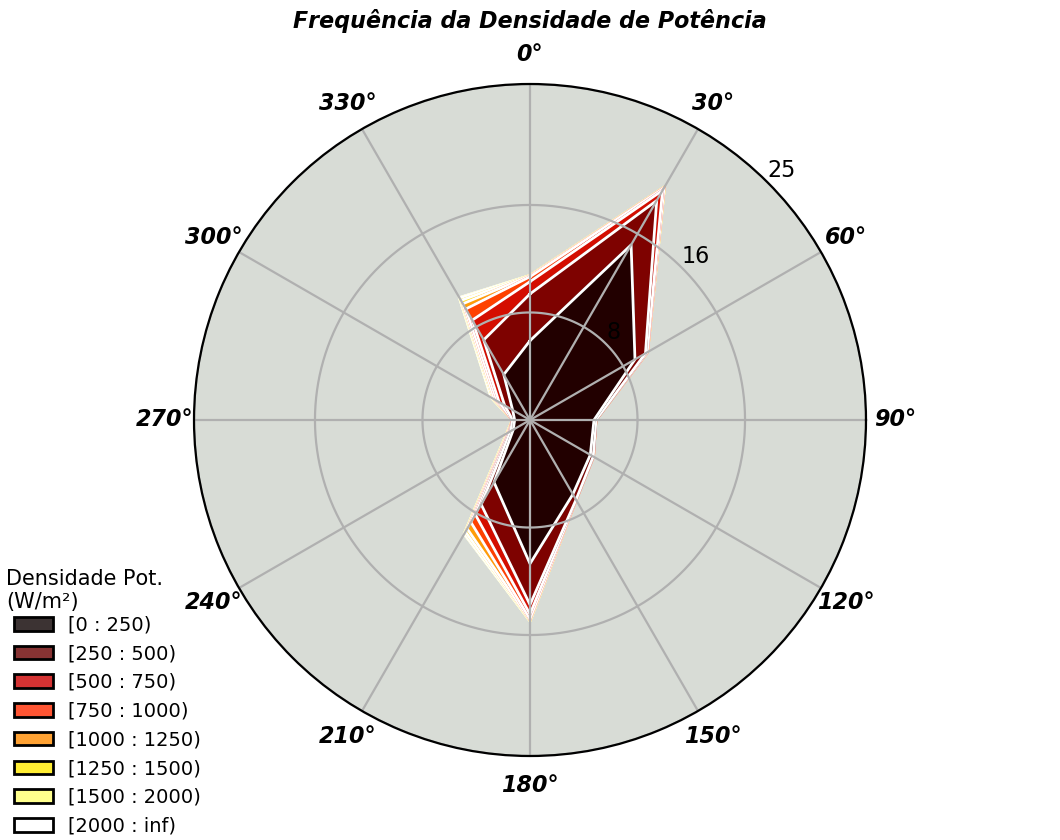 Frequência da Densidade de Potência
0°
330°
30°
25
300°
60°
16
8
270°
90°
Densidade Pot.
(W/m²)
240°
120°
[0 : 250)
[250 : 500)
[500 : 750)
[750 : 1000)
210°
150°
[1000 : 1250)
[1250 : 1500)
180°
[1500 : 2000)
[2000 : inf)